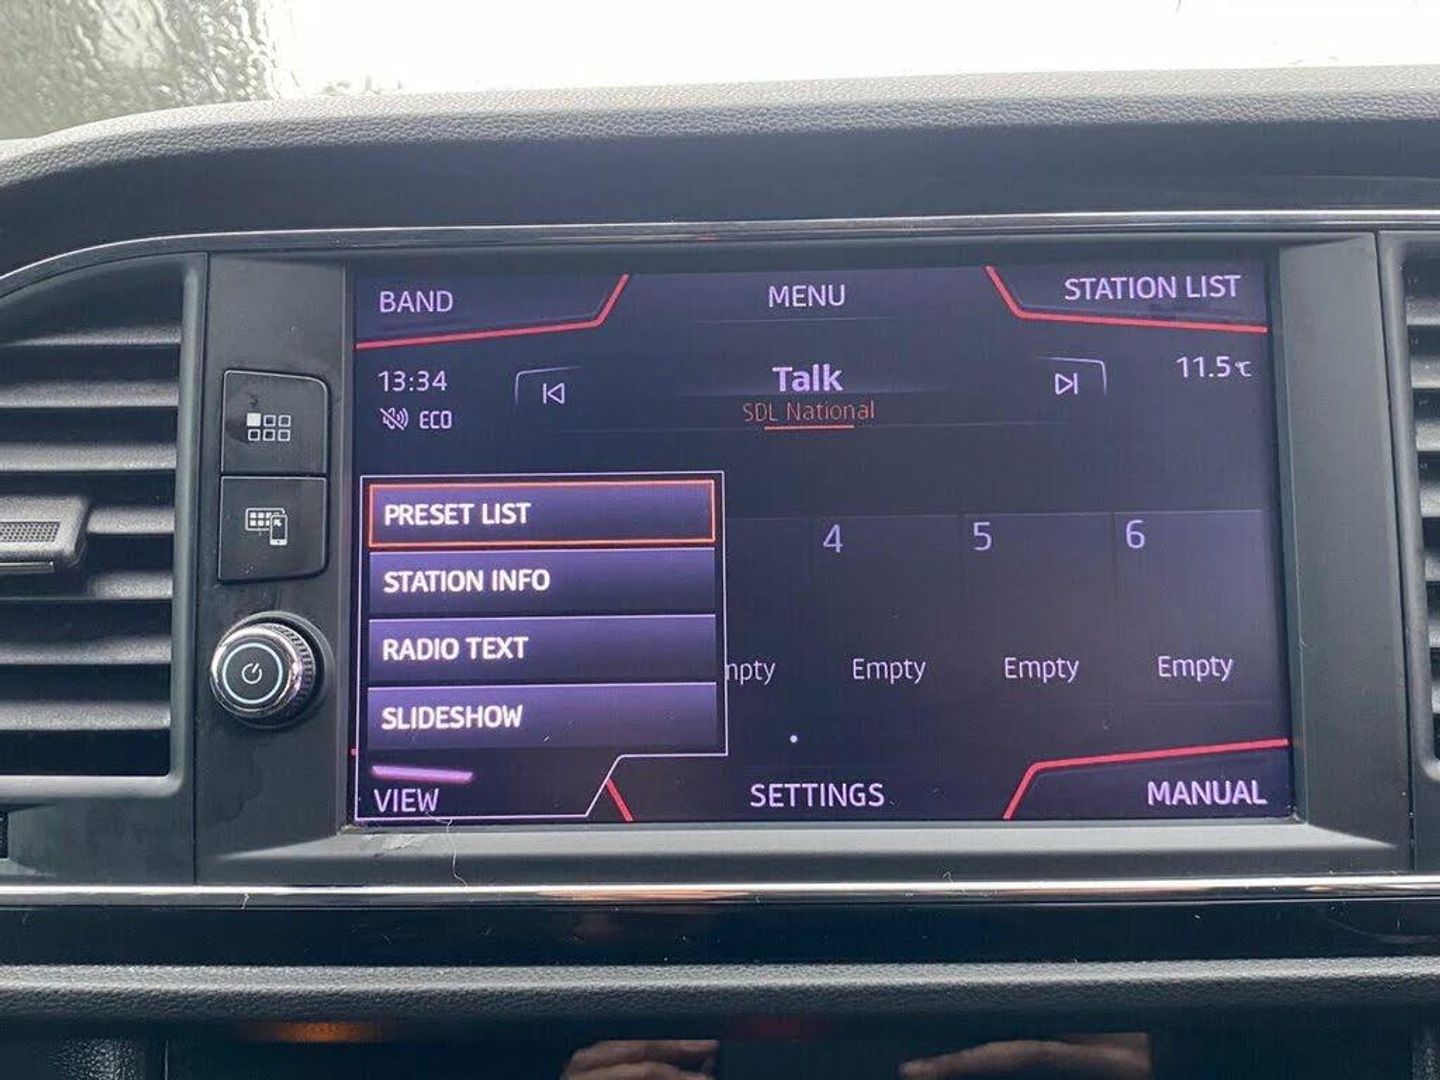 BAND
MENU
STATION LIST
13:34
Talk
11.5℃
SDL National
ECO
PRESET LIST
STATION INFO
RADIO TEXT
SLIDESHOW
VIEW
4
5
6
Empty
Empty
Empty
SETTINGS
MANUAL